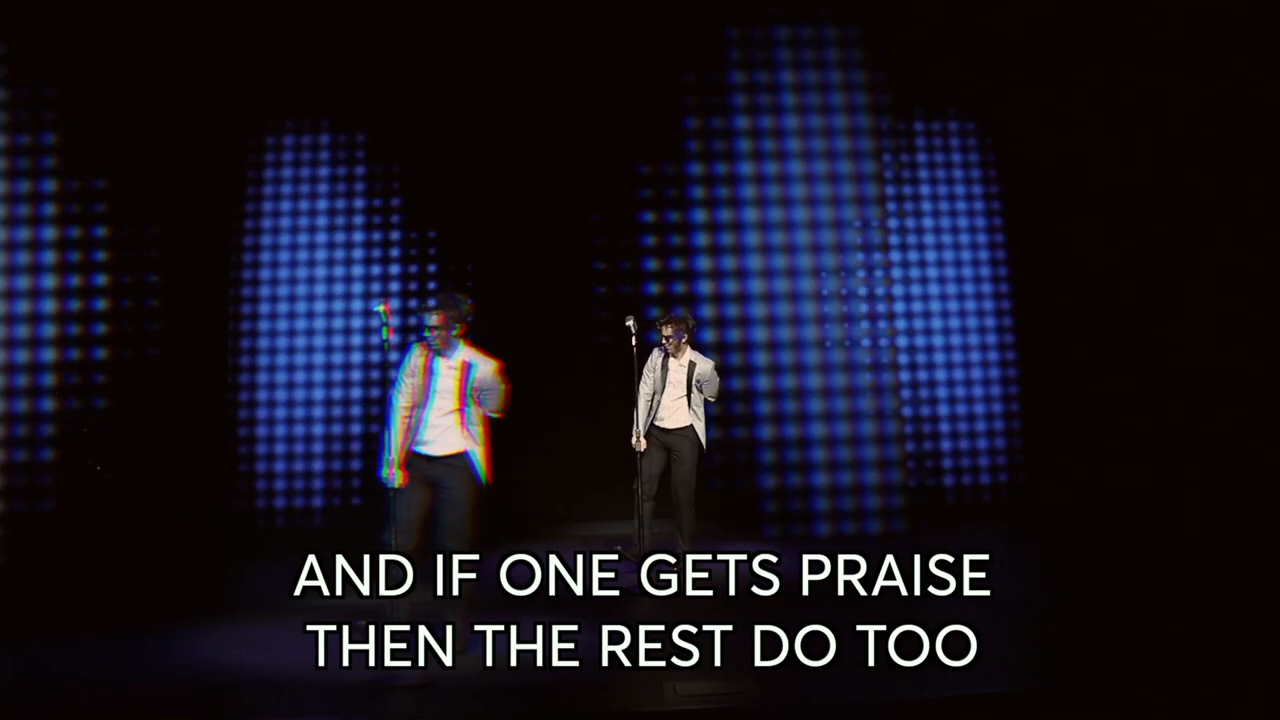 AND IF ONE GETS PRAISE
THEN THE REST DO TOO